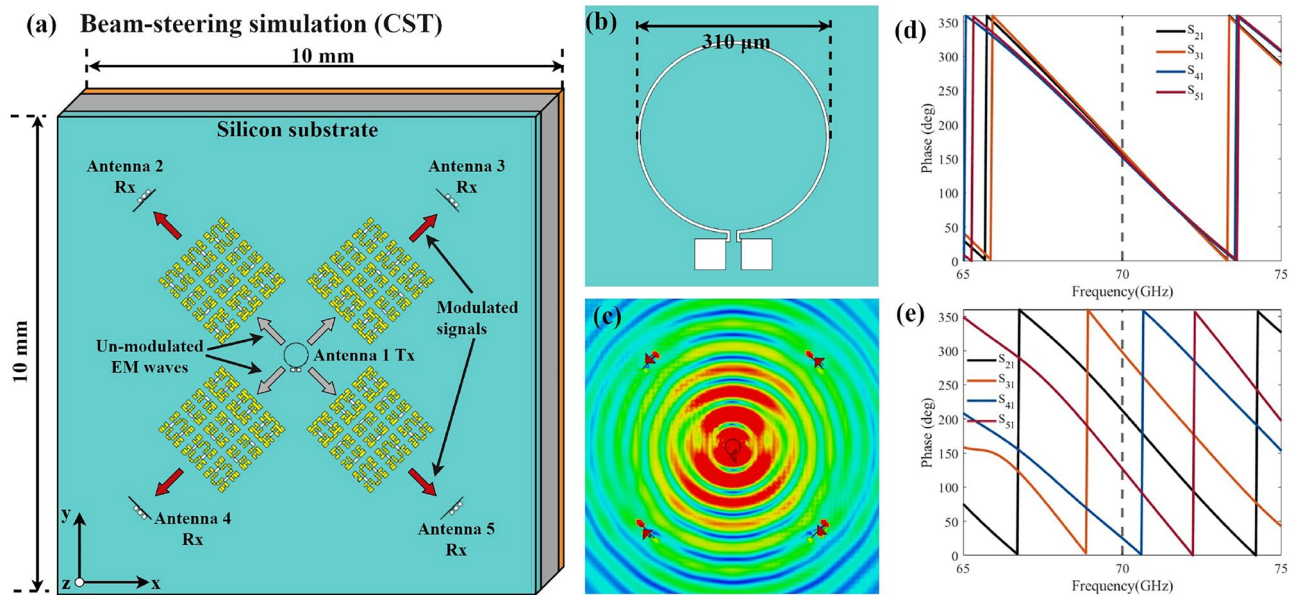 (a) Beam-steering simulation (CST)
10 mm
Silicon substrate
Antenna 2
Rx
Antenna 3
Rx
Un-modulated
EM waves
Antenna 1 Tx
Modulated
signals
Antenna 4
Rx
Antenna 5
Rx
10 mm
y
z
x
(b)
310 μm
(c)
(d)
350
300
250
200
150
100
50
0
Phase (deg)
S21
S31
S41
S51
65
70
75
Frequency(GHz)
(e)
350
300
250
200
150
100
50
0
Phase (deg)
S21
S31
S41
S51
65
70
75
Frequency(GHz)